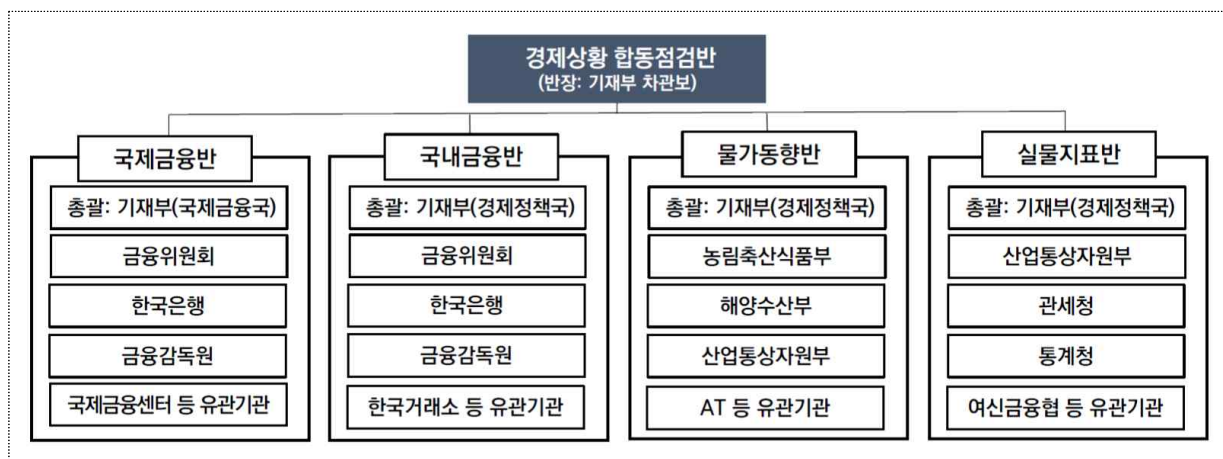 경제상황 합동점검반
(반장: 기재부 차관보)
국제금융반
총괄: 기재부(국제금융국)
금융위원회
한국은행
금융감독원
국제금융센터 등 유관기관
국내금융반
총괄: 기재부(경제정책국)
금융위원회
한국은행
금융감독원
한국거래소 등 유관기관
물가동향반
총괄: 기재부(경제정책국)
농림축산식품부
해양수산부
산업통상자원부
AT 등 유관기관
실물지표반
총괄: 기재부(경제정책국)
산업통상자원부
관세청
통계청
여신금융협 등 유관기관